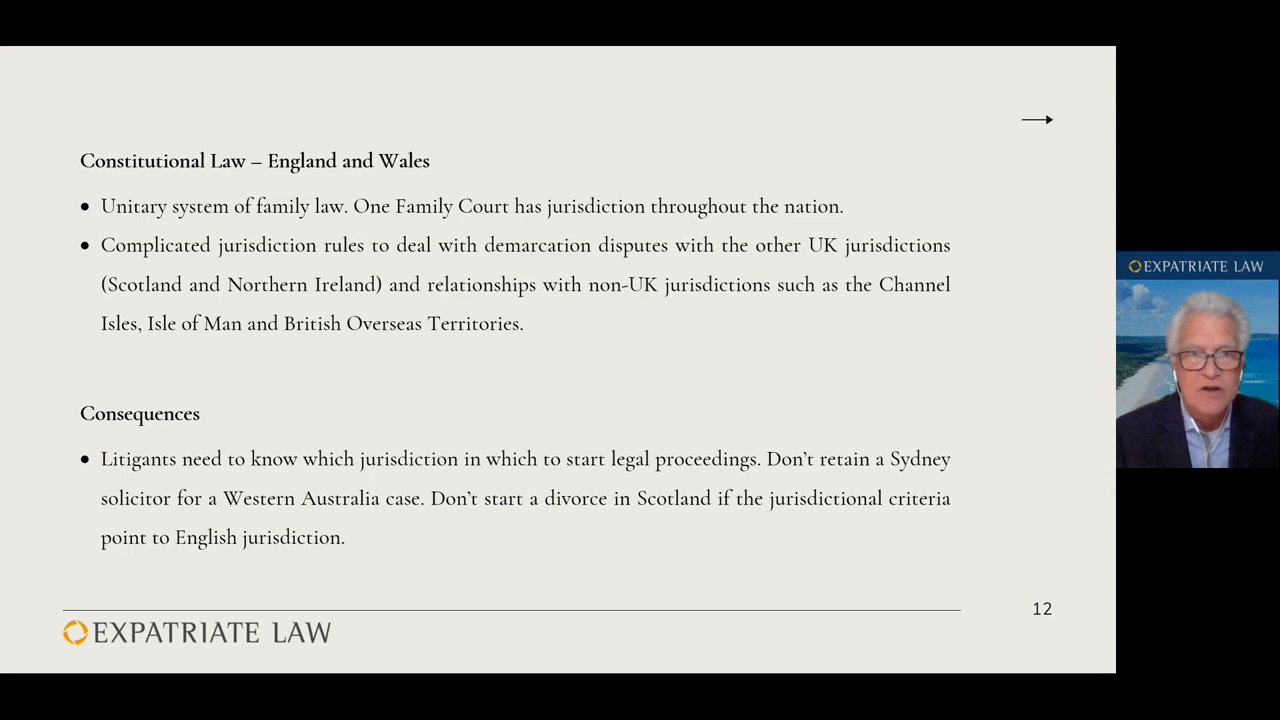 Constitutional Law – England and Wales
• Unitary system of family law. One Family Court has jurisdiction throughout the nation.
• Complicated jurisdiction rules to deal with demarcation disputes with the other UK jurisdictions
(Scotland and Northern Ireland) and relationships with non-UK jurisdictions such as the Channel
Isles, Isle of Man and British Overseas Territories.
Consequences
• Litigants need to know which jurisdiction in which to start legal proceedings. Don’t retain a Sydney
solicitor for a Western Australia case. Don’t start a divorce in Scotland if the jurisdictional criteria
point to English jurisdiction.
12
EXPATRIATE LAW
EXPATRIATE LAW